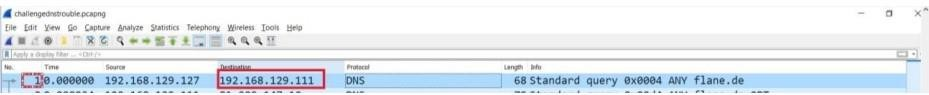 challengednstrouble.pcapng
File Edit View Go Capture Analyze Statistics Telephony Wireless Tools Help
Apply a display filter ... <Ctrl-/>
No. Time Source Destination Protocol Length Info
1 0.000000 192.168.129.127 192.168.129.111 DNS 68 Standard query 0x0004 ANY flane.de